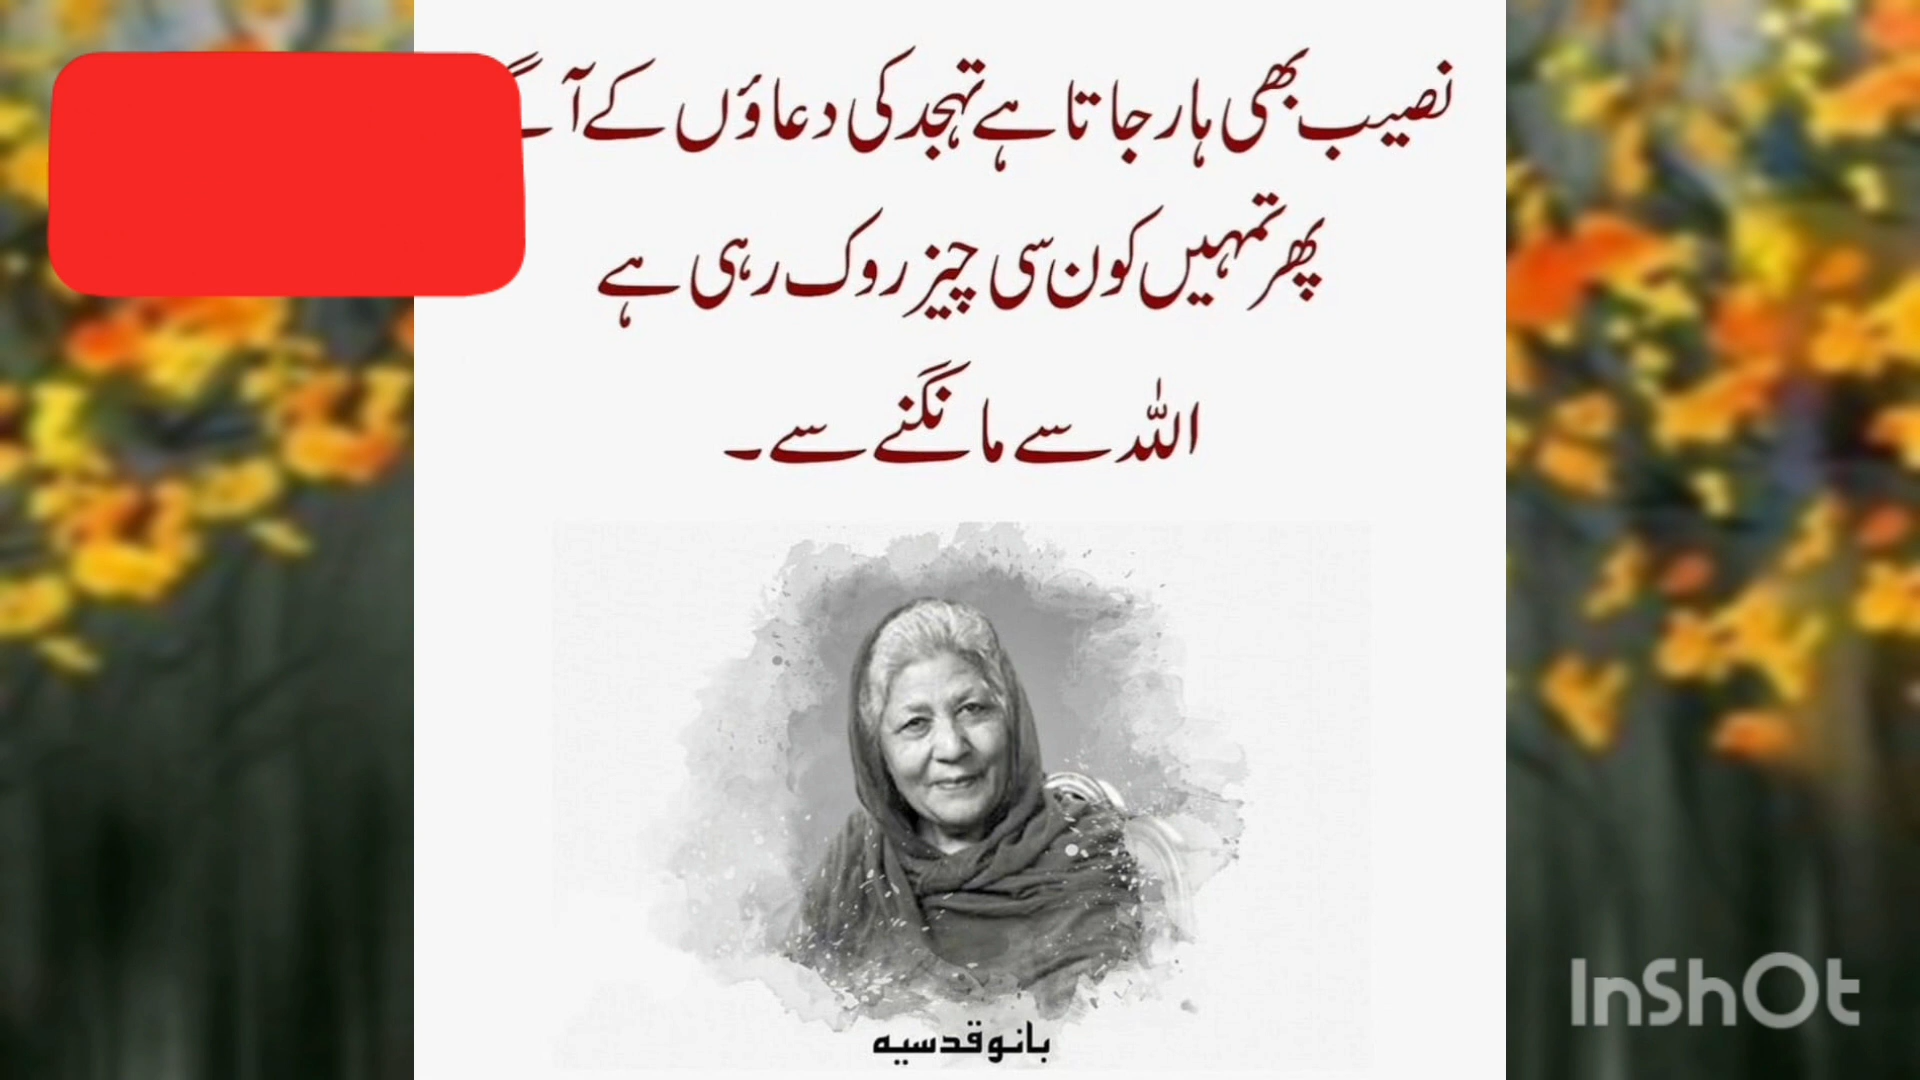 نصیب بھی ہار جاتا ہے تہجد کی دعاؤں کے آگے
پھر تمہیں کون سی چیز روک رہی ہے
اللہ سے مانگنے سے۔
بانو قدسیہ
InShOt